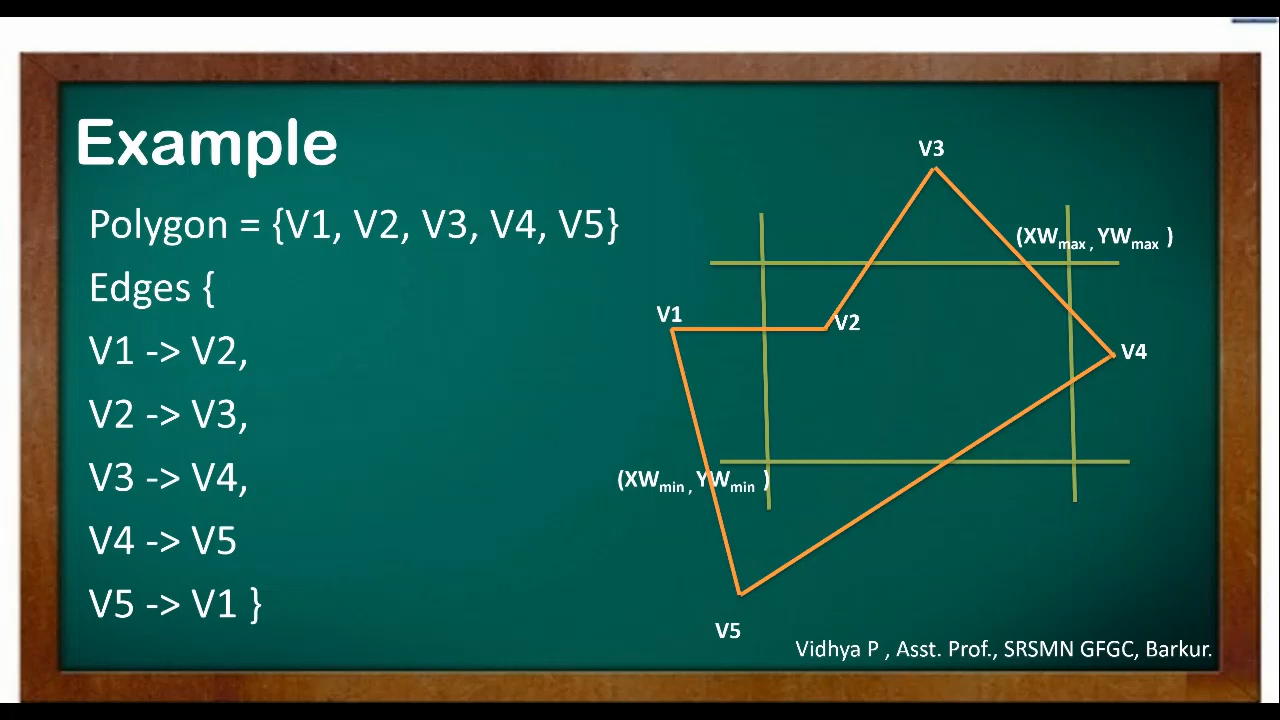 Example
Polygon = {V1, V2, V3, V4, V5}
Edges {
V1 -> V2,
V2 -> V3,
V3 -> V4,
V4 -> V5
V5 -> V1 }
V3
(XWmax , YWmax )
V1
V2
V4
(XWmin , YWmin )
V5
Vidhya P , Asst. Prof., SRSMN GFGC, Barkur.